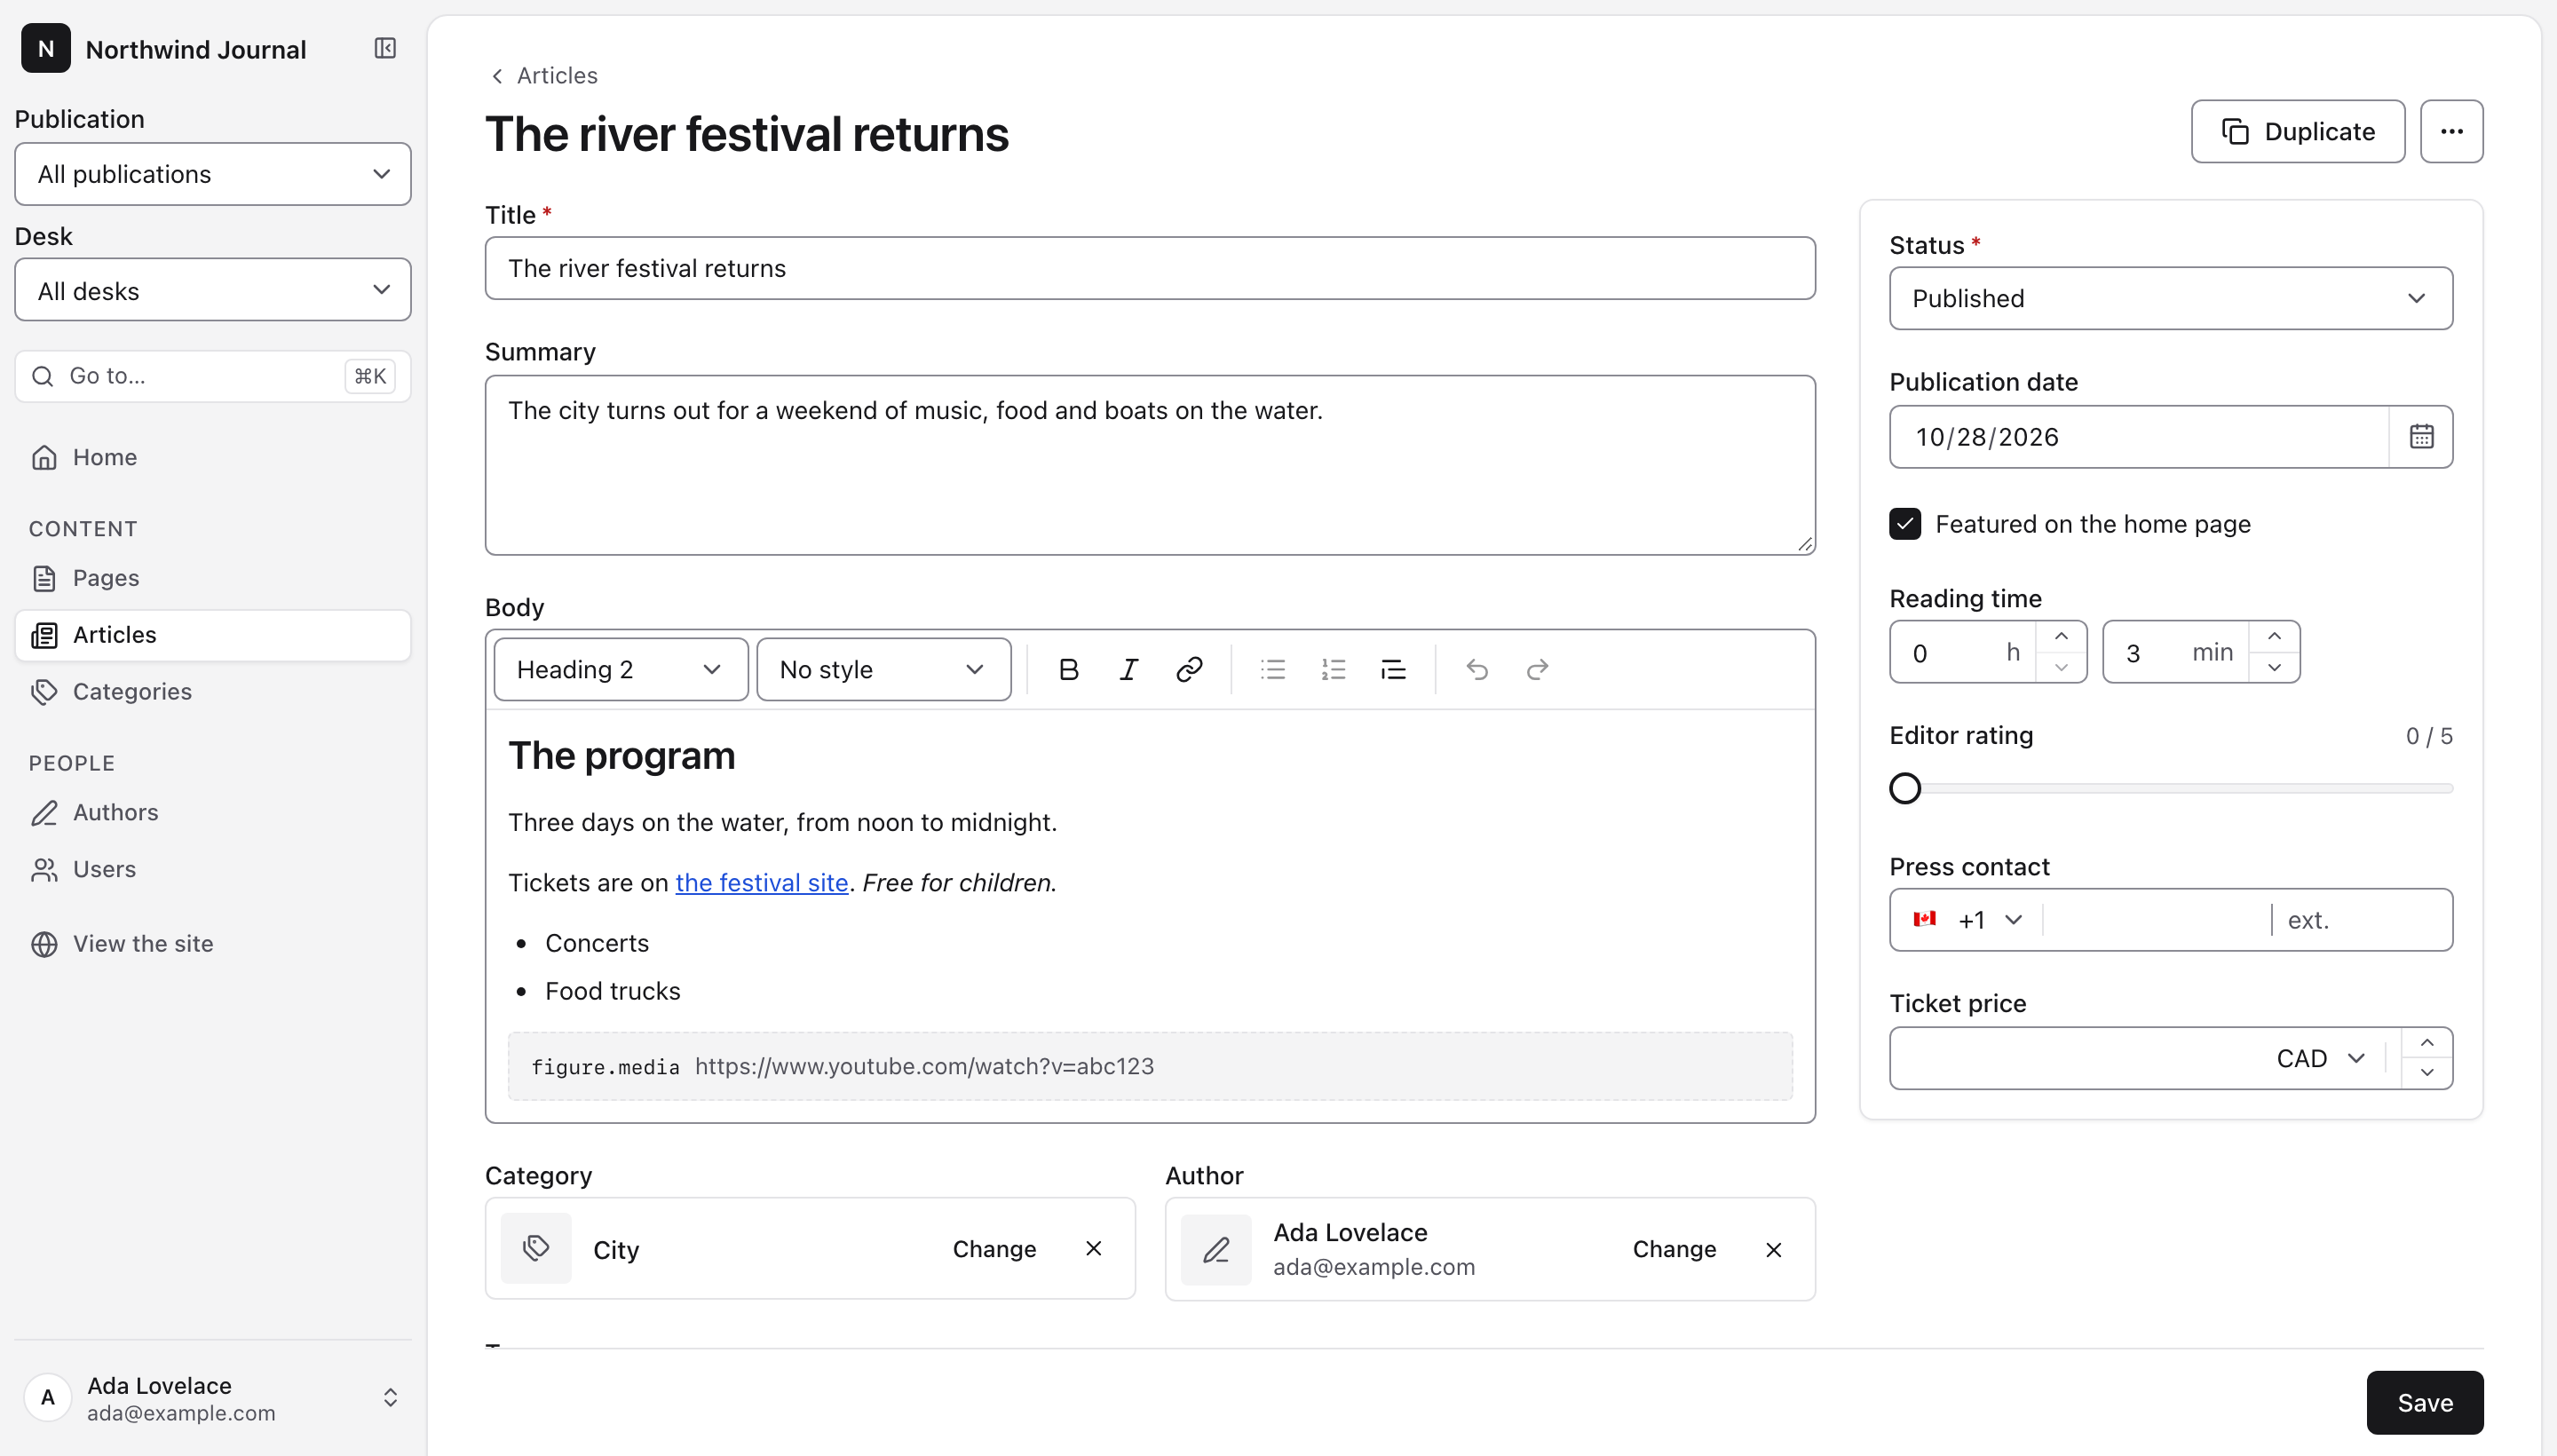 N Northwind Journal
Publication
All publications
Desk
All desks
Go to... ⌘K
Home
CONTENT
Pages
Articles
Categories
PEOPLE
Authors
Users
View the site
A
Ada Lovelace
ada@example.com
Articles
The river festival returns
Duplicate
Title *
The river festival returns
Summary
The city turns out for a weekend of music, food and boats on the water.
Body
Heading 2
No style
B I
The program
Three days on the water, from noon to midnight.
Tickets are on the festival site. Free for children.
• Concerts
• Food trucks
figure.media https://www.youtube.com/watch?v=abc123
Category
City
Change
Author
Ada Lovelace
ada@example.com
Change
Status *
Published
Publication date
10/28/2026
Featured on the home page
Reading time
0 h
3 min
Editor rating 0 / 5
Press contact
+1
ext.
Ticket price
CAD
Save